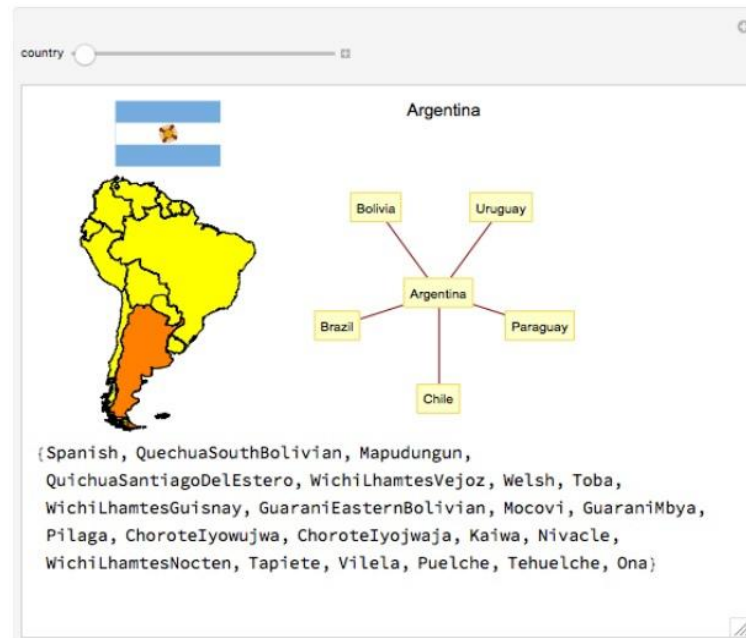 country
Argentina
Bolivia
Uruguay
Argentina
Brazil
Paraguay
Chile
{Spanish, QuechuaSouthBolivian, Mapudungun,
QuichuaSantiagoDelEstero, WichiLhamtesVejoz, Welsh, Toba,
WichiLhamtesGuisnay, GuaraniEasternBolivian, Mocovi, GuaraniMbya,
Pilaga, ChoroteIyowujwa, ChoroteIyojwaja, Kaiwa, Nivacle,
WichiLhamtesNocten, Tapiete, Vilela, Puelche, Tehuelche, Ona}